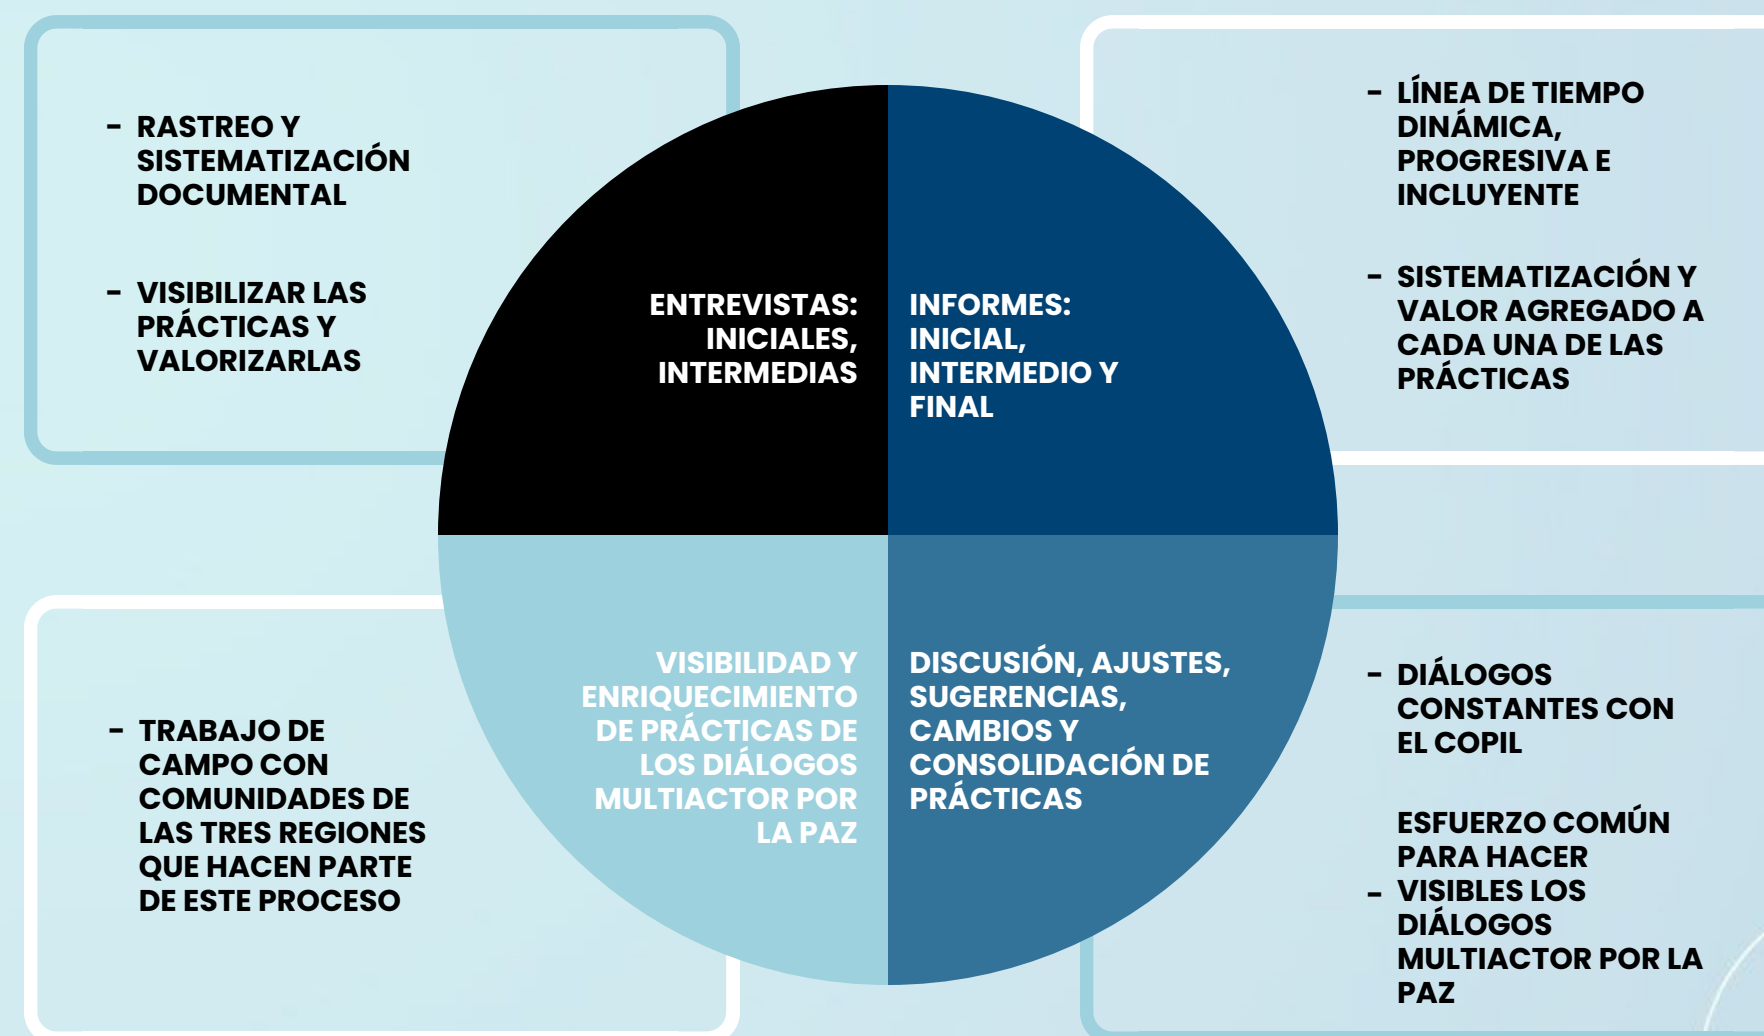 - RASTREO Y
SISTEMATIZACIÓN
DOCUMENTAL
- VISIBILIZAR LAS
PRÁCTICAS Y
VALORIZARLAS
ENTREVISTAS:
INICIALES,
INTERMEDIAS
INFORMES:
INICIAL,
INTERMEDIO Y
FINAL
- LÍNEA DE TIEMPO
DINÁMICA,
PROGRESIVA E
INCLUYENTE
- SISTEMATIZACIÓN Y
VALOR AGREGADO A
CADA UNA DE LAS
PRÁCTICAS
- TRABAJO DE
CAMPO CON
COMUNIDADES DE
LAS TRES REGIONES
QUE HACEN PARTE
DE ESTE PROCESO
VISIBILIDAD Y
ENRIQUECIMIENTO
DE PRÁCTICAS DE
LOS DIÁLOGOS
MULTIACTOR POR
LA PAZ
DISCUSIÓN, AJUSTES,
SUGERENCIAS,
CAMBIOS Y
CONSOLIDACIÓN DE
PRÁCTICAS
- DIÁLOGOS
CONSTANTES CON
EL COPIL
ESFUERZO COMÚN
PARA HACER
- VISIBLES LOS
DIÁLOGOS
MULTIACTOR POR LA
PAZ